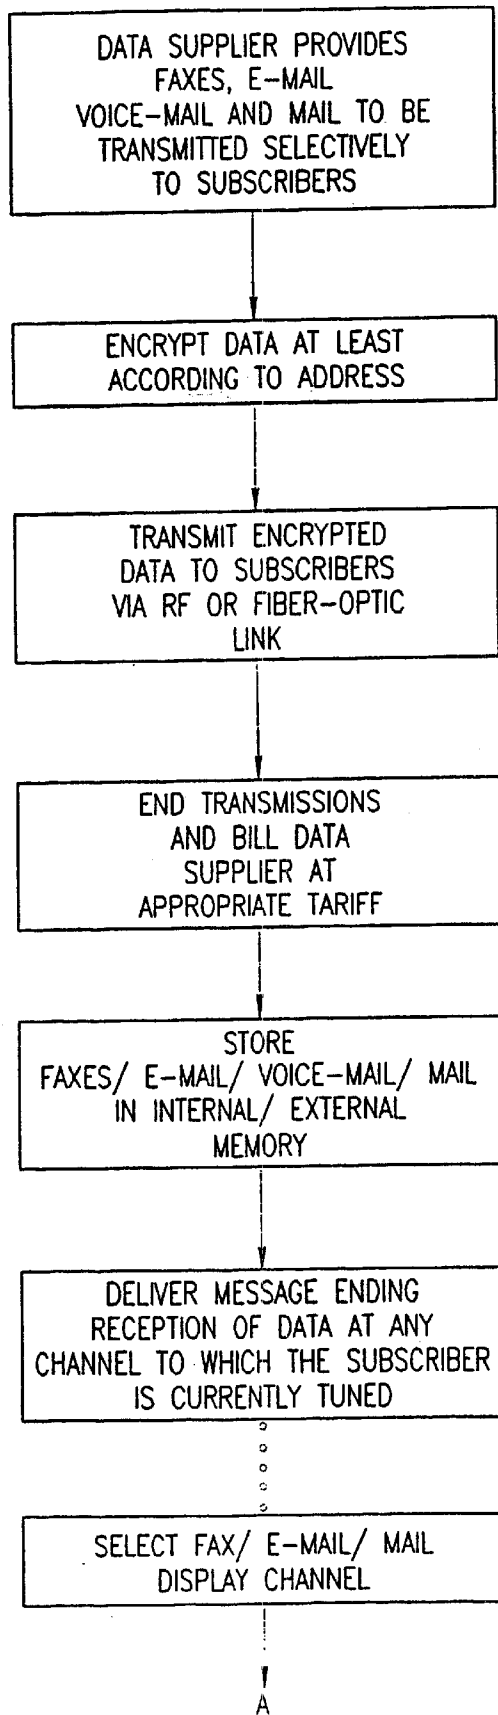 DATA SUPPLIER PROVIDES
FAXES, E-MAIL
VOICE-MAIL AND MAIL TO BE
TRANSMITTED SELECTIVELY
TO SUBSCRIBERS
ENCRYPT DATA AT LEAST
ACCORDING TO ADDRESS
TRANSMIT ENCRYPTED
DATA TO SUBSCRIBERS
VIA RF OR FIBER-OPTIC
LINK
END TRANSMISSIONS
AND BILL DATA
SUPPLIER AT
APPROPRIATE TARIFF
STORE
FAXES/ E-MAIL/ VOICE-MAIL/ MAIL
IN INTERNAL/ EXTERNAL
MEMORY
DELIVER MESSAGE ENDING
RECEPTION OF DATA AT ANY
CHANNEL TO WHICH THE SUBSCRIBER
IS CURRENTLY TUNED
SELECT FAX/ E-MAIL/ MAIL
DISPLAY CHANNEL
A